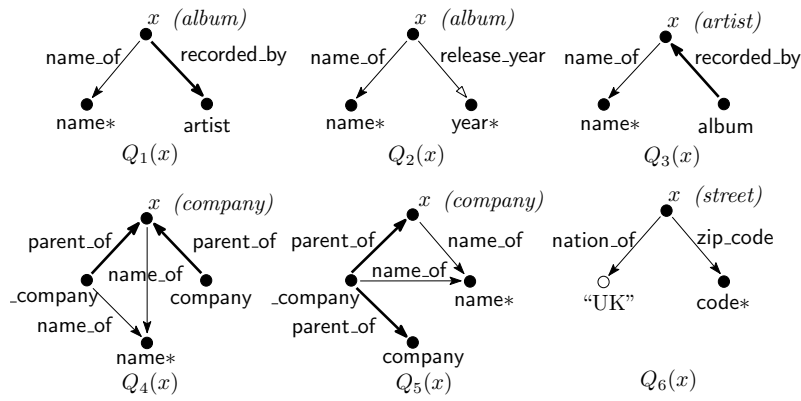 x (album)
name_of
recorded_by
name*
artist
Q1(x)
x (album)
name_of
release_year
name*
year*
Q2(x)
x (artist)
name_of
recorded_by
name*
album
Q3(x)
x (company)
parent_of
parent_of
name_of
_company
company
name_of
name*
Q4(x)
x (company)
parent_of
name_of
name_of
_company
name*
parent_of
company
Q5(x)
x (street)
nation_of
zip_code
“UK”
code*
Q6(x)